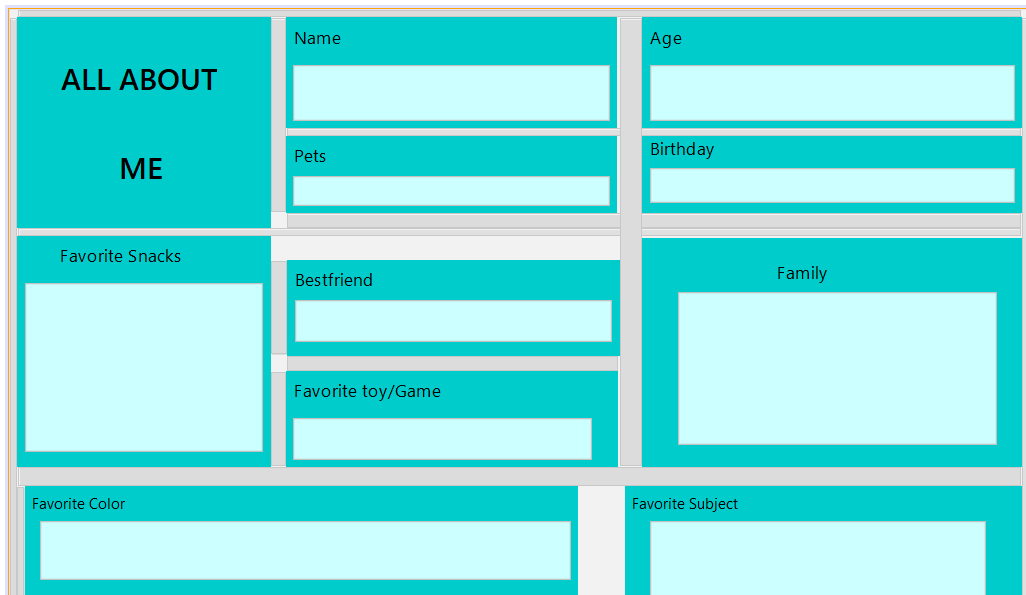 ALL ABOUT
ME
Name
Age
Pets
Birthday
Favorite Snacks
Bestfriend
Family
Favorite toy/Game
Favorite Color
Favorite Subject